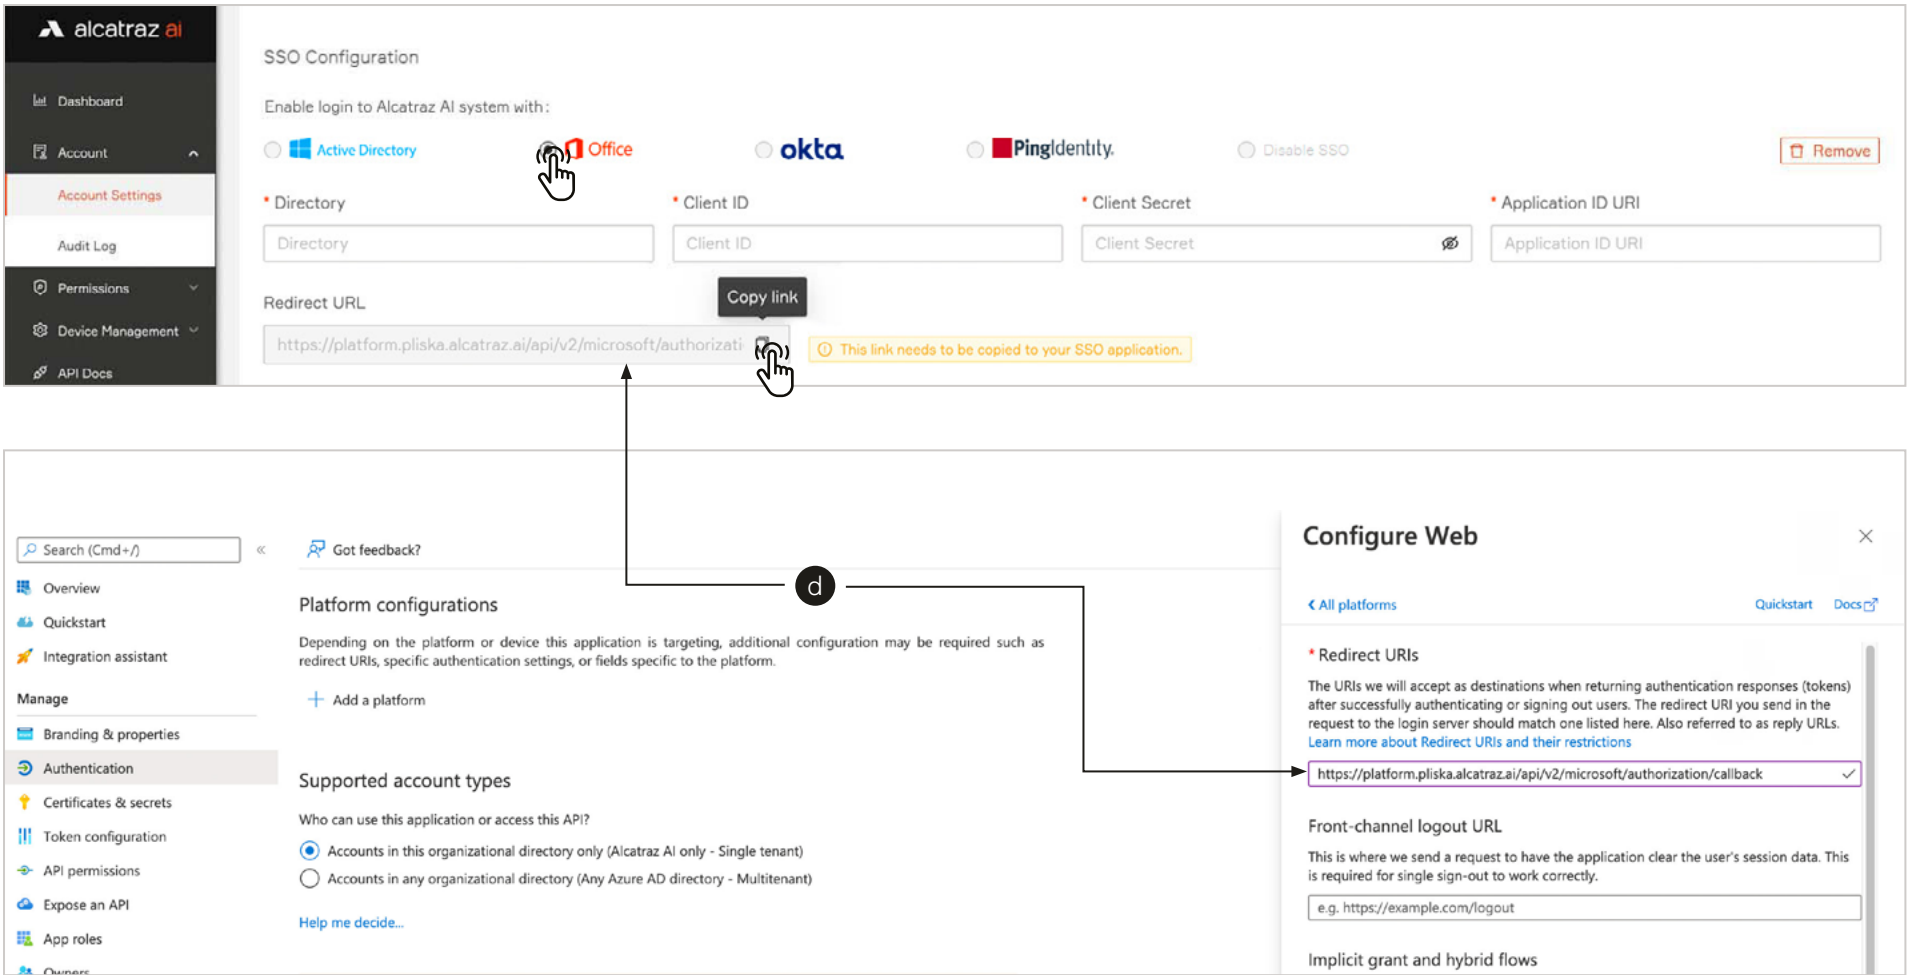 alcatraz ai
Dashboard
Account
Account Settings
Audit Log
Permissions
Device Management
API Docs
SSO Configuration
Enable login to Alcatraz AI system with:
Active Directory
Office
okta
PingIdentity.
Disable SSO
Remove
* Directory
* Client ID
* Client Secret
* Application ID URI
Directory
Client ID
Client Secret
Application ID URI
Redirect URL
Copy link
https://platform.pliska.alcatraz.ai/api/v2/microsoft/authorizati
This link needs to be copied to your SSO application.
d
Search (Cmd+/)
«
Overview
Quickstart
Integration assistant
Manage
Branding & properties
Authentication
Certificates & secrets
Token configuration
API permissions
Expose an API
App roles
Owners
Got feedback?
Platform configurations
Depending on the platform or device this application is targeting, additional configuration may be required such as
redirect URIs, specific authentication settings, or fields specific to the platform.
Add a platform
Supported account types
Who can use this application or access this API?
Accounts in this organizational directory only (Alcatraz AI only - Single tenant)
Accounts in any organizational directory (Any Azure AD directory - Multitenant)
Help me decide...
Configure Web
All platforms
Quickstart
Docs
* Redirect URIs
The URIs we will accept as destinations when returning authentication responses (tokens)
after successfully authenticating or signing out users. The redirect URI you send in the
request to the login server should match one listed here. Also referred to as reply URLs.
Learn more about Redirect URIs and their restrictions
https://platform.pliska.alcatraz.ai/api/v2/microsoft/authorization/callback
Front-channel logout URL
This is where we send a request to have the application clear the user's session data. This
is required for single sign-out to work correctly.
e.g. https://example.com/logout
Implicit grant and hybrid flows